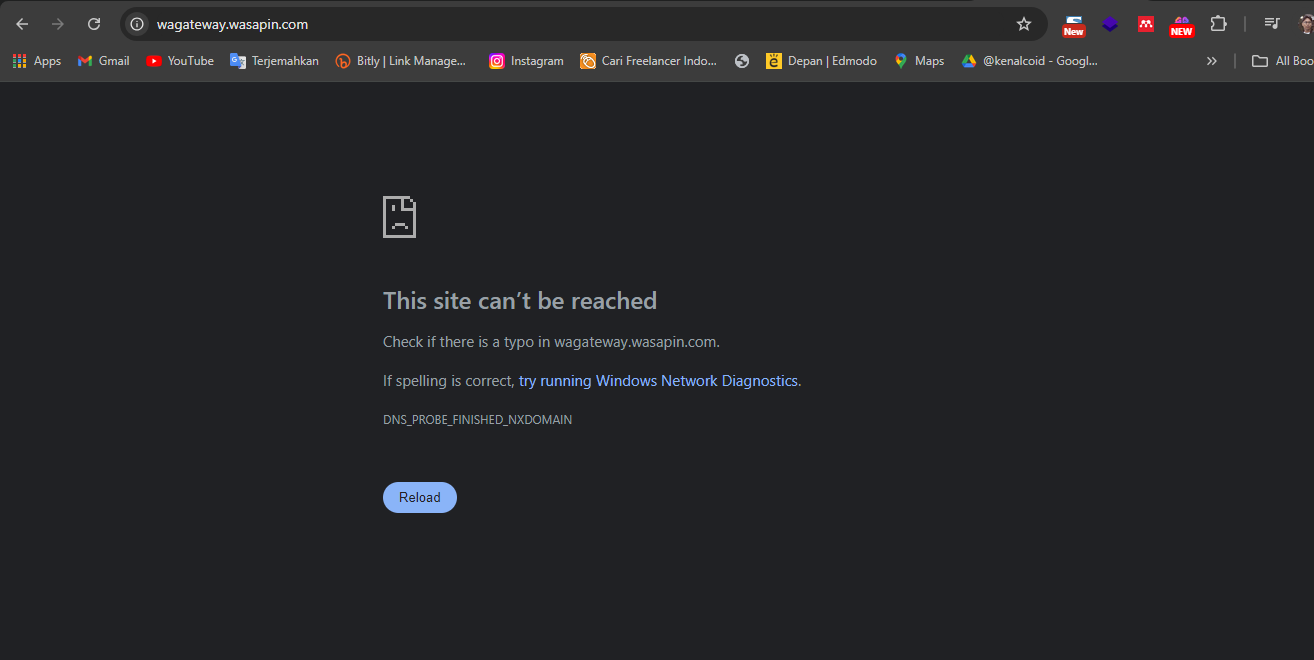 wagateway.wasapin.com
New
NEW
Apps Gmail YouTube Terjemahkan Bitly | Link Manage... Instagram Cari Freelancer Indo... Depan | Edmodo Maps @kenalcoid - Googl... » All Boo
This site can't be reached
Check if there is a typo in wagateway.wasapin.com.
If spelling is correct, try running Windows Network Diagnostics.
DNS_PROBE_FINISHED_NXDOMAIN
Reload